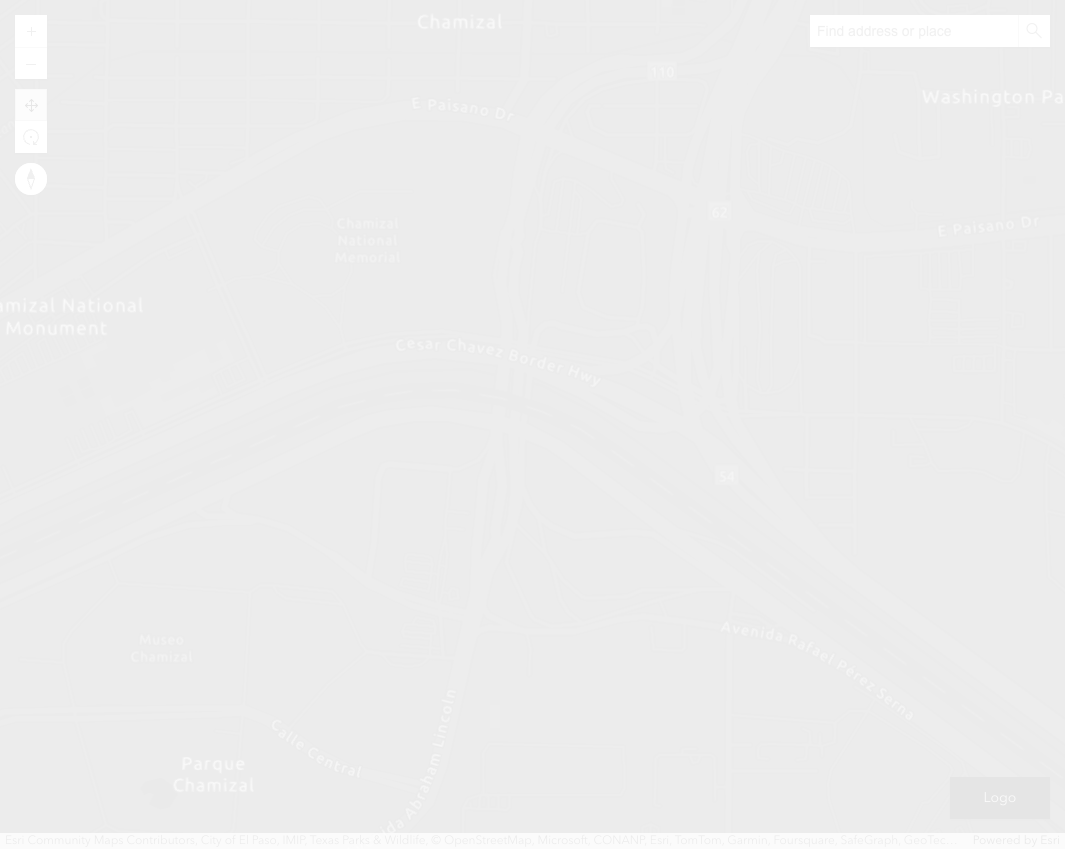 Chamizal
Find address or place
110
Washington Pa
E Paisano Dr
62
E Paisano Dr
Chamizal
National
Memorial
amizal National
Monument
Cesar Chavez Border Hwy
54
Avenida Rafael Pérez Serna
Museo
Chamizal
Calle Central
ida Abraham Lincoln
Parque
Chamizal
Logo
Esri Community Maps Contributors, City of El Paso, IMIP, Texas Parks & Wildlife, © OpenStreetMap, Microsoft, CONANP, Esri, TomTom, Garmin, Foursquare, SafeGraph, GeoTec...
Powered by Esri